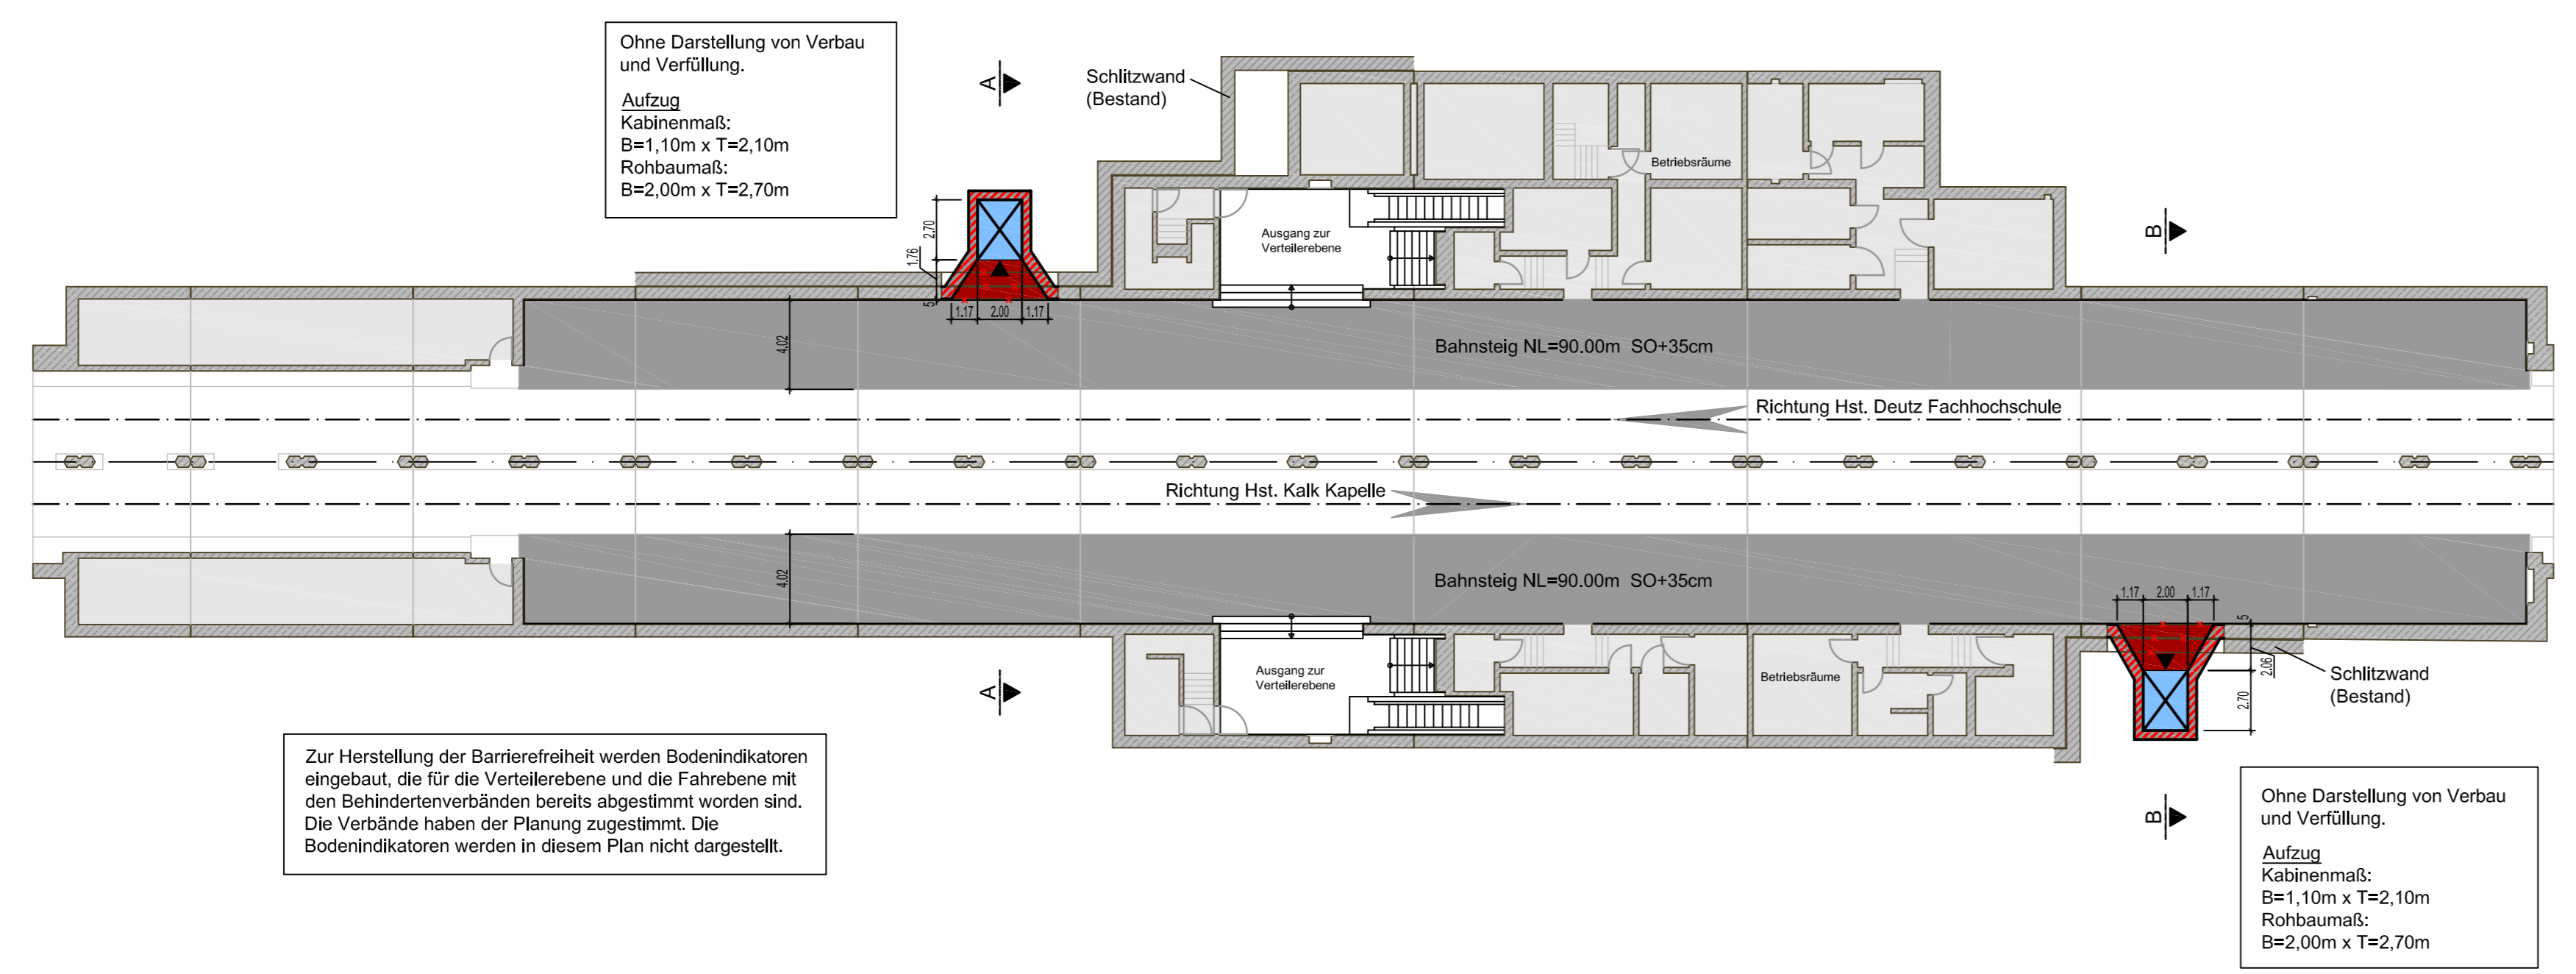 Ohne Darstellung von Verbau
und Verfüllung.
Aufzug
Kabinenmaß:
B=1,10m x T=2,10m
Rohbaumaß:
B=2,00m x T=2,70m
A
Schlitzwand
(Bestand)
Betriebsräume
B
2.70
1.76
5
1.17 2.00 1.17
Ausgang zur
Verteilerebene
4.02
Bahnsteig NL=90.00m SO+35cm
Richtung Hst. Deutz Fachhochschule
Richtung Hst. Kalk Kapelle
4.02
Bahnsteig NL=90.00m SO+35cm
1.17 2.00 1.17
5
2.06
2.70
Ausgang zur
Verteilerebene
Betriebsräume
Schlitzwand
(Bestand)
A
B
Zur Herstellung der Barrierefreiheit werden Bodenindikatoren
eingebaut, die für die Verteilerebene und die Fahrebene mit
den Behindertenverbänden bereits abgestimmt worden sind.
Die Verbände haben der Planung zugestimmt. Die
Bodenindikatoren werden in diesem Plan nicht dargestellt.
Ohne Darstellung von Verbau
und Verfüllung.
Aufzug
Kabinenmaß:
B=1,10m x T=2,10m
Rohbaumaß:
B=2,00m x T=2,70m